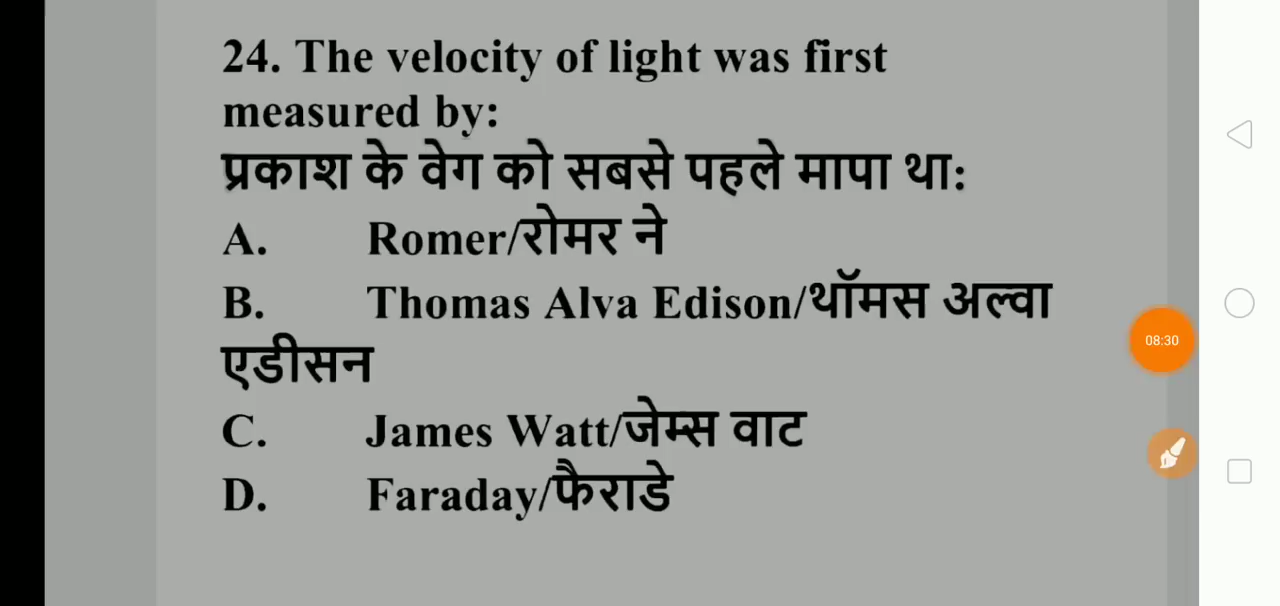 24. The velocity of light was first
measured by:
प्रकाश के वेग को सबसे पहले मापा था:
A. Romer/रोमर ने
B. Thomas Alva Edison/थॉमस अल्वा
एडीसन
C. James Watt/जेम्स वाट
D. Faraday/फैराडे
08:30